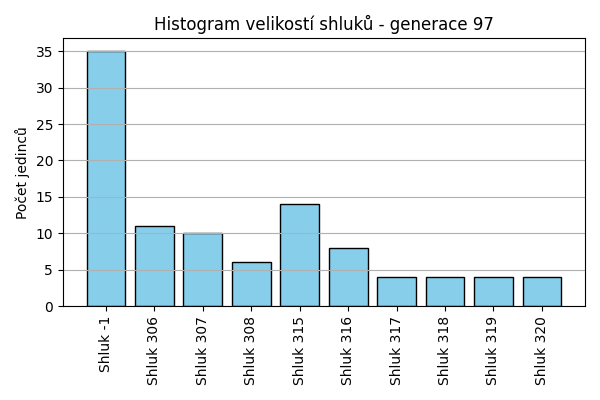 Histogram velikostí shluků - generace 97
Počet jedinců
35
30
25
20
15
10
5
0
Shluk -1
Shluk 306
Shluk 307
Shluk 308
Shluk 315
Shluk 316
Shluk 317
Shluk 318
Shluk 319
Shluk 320